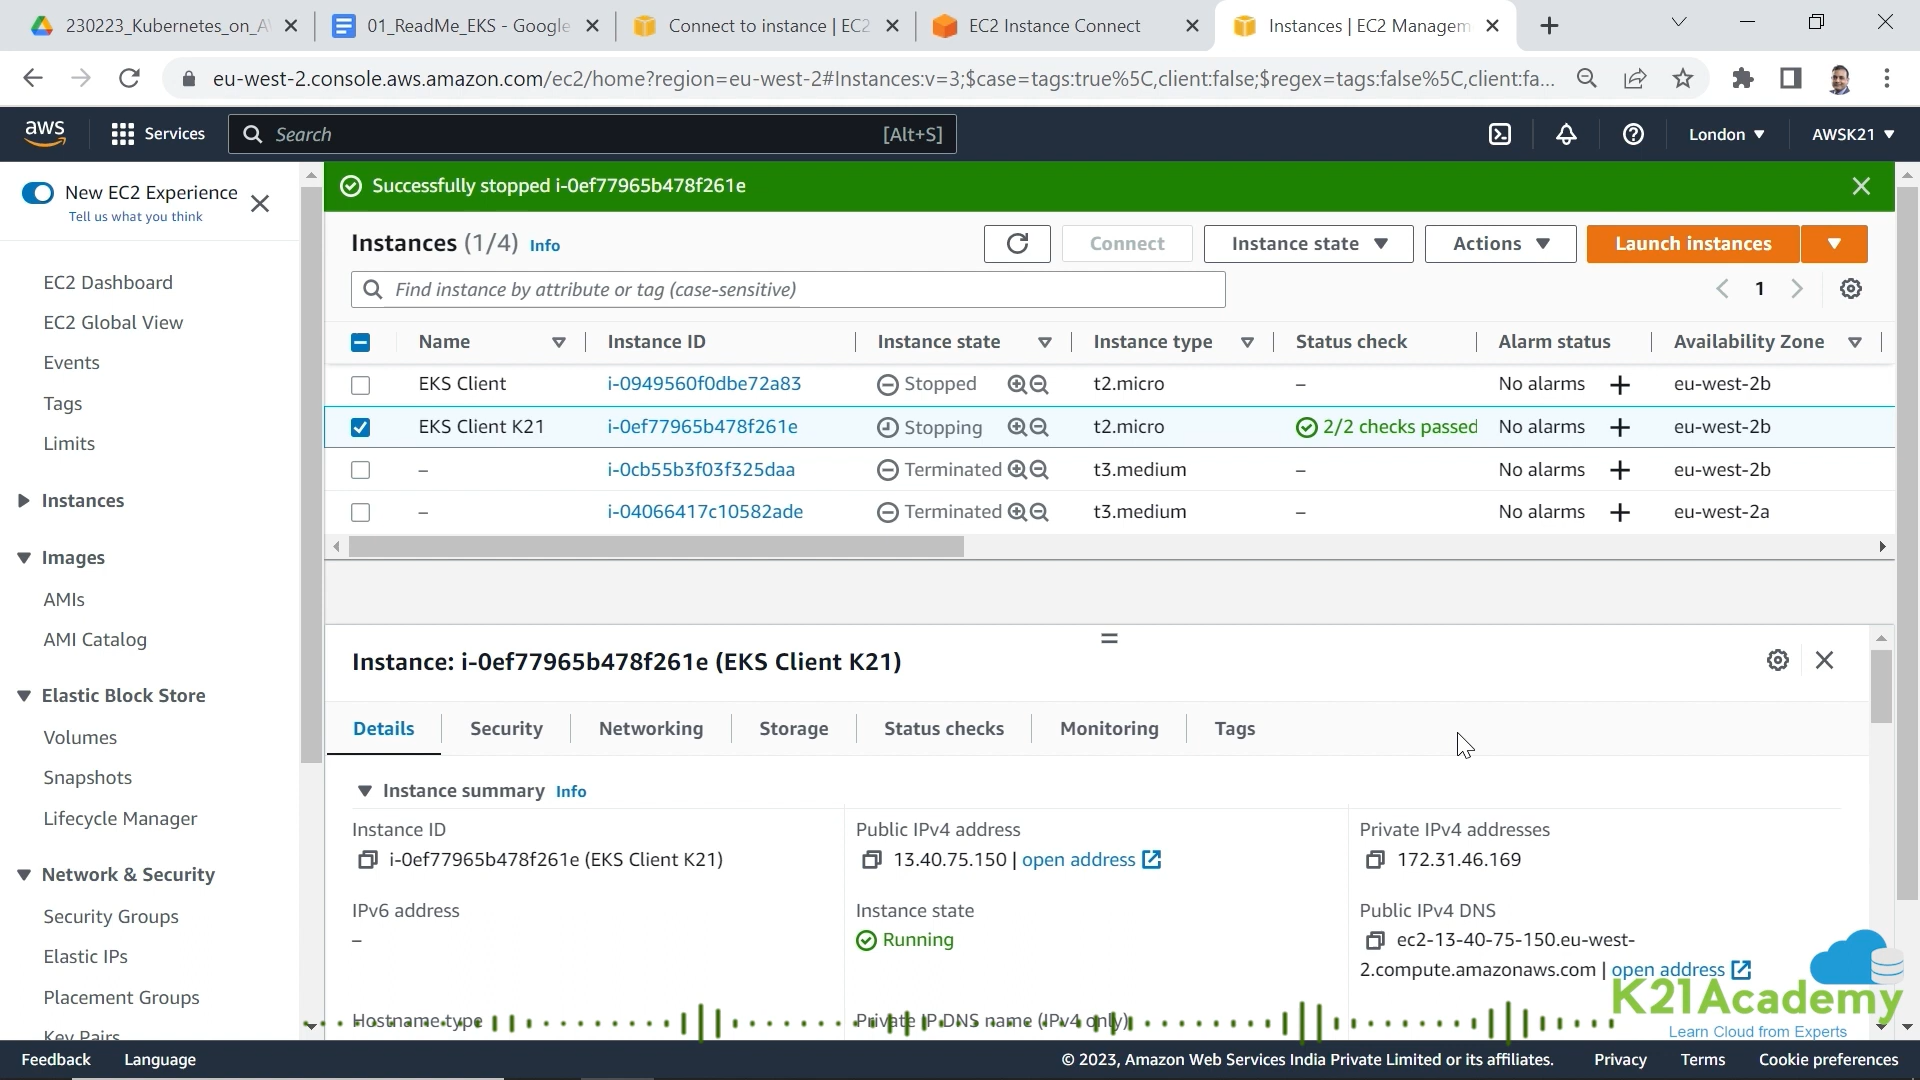 230223_Kubernetes_on_A
01_ReadMe_EKS - Google
Connect to instance | EC2
EC2 Instance Connect
Instances | EC2 Managem
eu-west-2.console.aws.amazon.com/ec2/home?region=eu-west-2#Instances:v=3;$case=tags:true%5C,client:false;$regex=tags:false%5C,client:fa...
aws
Services
Search
[Alt+S]
London
AWSK21
New EC2 Experience
Tell us what you think
Successfully stopped i-0ef77965b478f261e
Instances (1/4) Info
Connect
Instance state
Actions
Launch instances
Find instance by attribute or tag (case-sensitive)
1
EC2 Dashboard
EC2 Global View
Events
Tags
Limits
Instances
Images
AMIs
AMI Catalog
Elastic Block Store
Volumes
Snapshots
Lifecycle Manager
Network & Security
Security Groups
Elastic IPs
Placement Groups
Key Pairs
Name Instance ID Instance state Instance type Status check Alarm status Availability Zone
EKS Client i-0949560f0dbe72a83 Stopped t2.micro – No alarms + eu-west-2b
EKS Client K21 i-0ef77965b478f261e Stopping t2.micro 2/2 checks passed No alarms + eu-west-2b
– i-0cb55b3f03f325daa Terminated t3.medium – No alarms + eu-west-2b
– i-04066417c10582ade Terminated t3.medium – No alarms + eu-west-2a
Instance: i-0ef77965b478f261e (EKS Client K21)
Details Security Networking Storage Status checks Monitoring Tags
Instance summary Info
Instance ID
i-0ef77965b478f261e (EKS Client K21)
Public IPv4 address
13.40.75.150 | open address
Private IPv4 addresses
172.31.46.169
IPv6 address
–
Instance state
Running
Public IPv4 DNS
ec2-13-40-75-150.eu-west-
2.compute.amazonaws.com | open address
Hostname type
Private IP DNS name (IPv4 only)
K21Academy
Learn Cloud from Experts
Feedback Language
© 2023, Amazon Web Services India Private Limited or its affiliates. Privacy Terms Cookie preferences